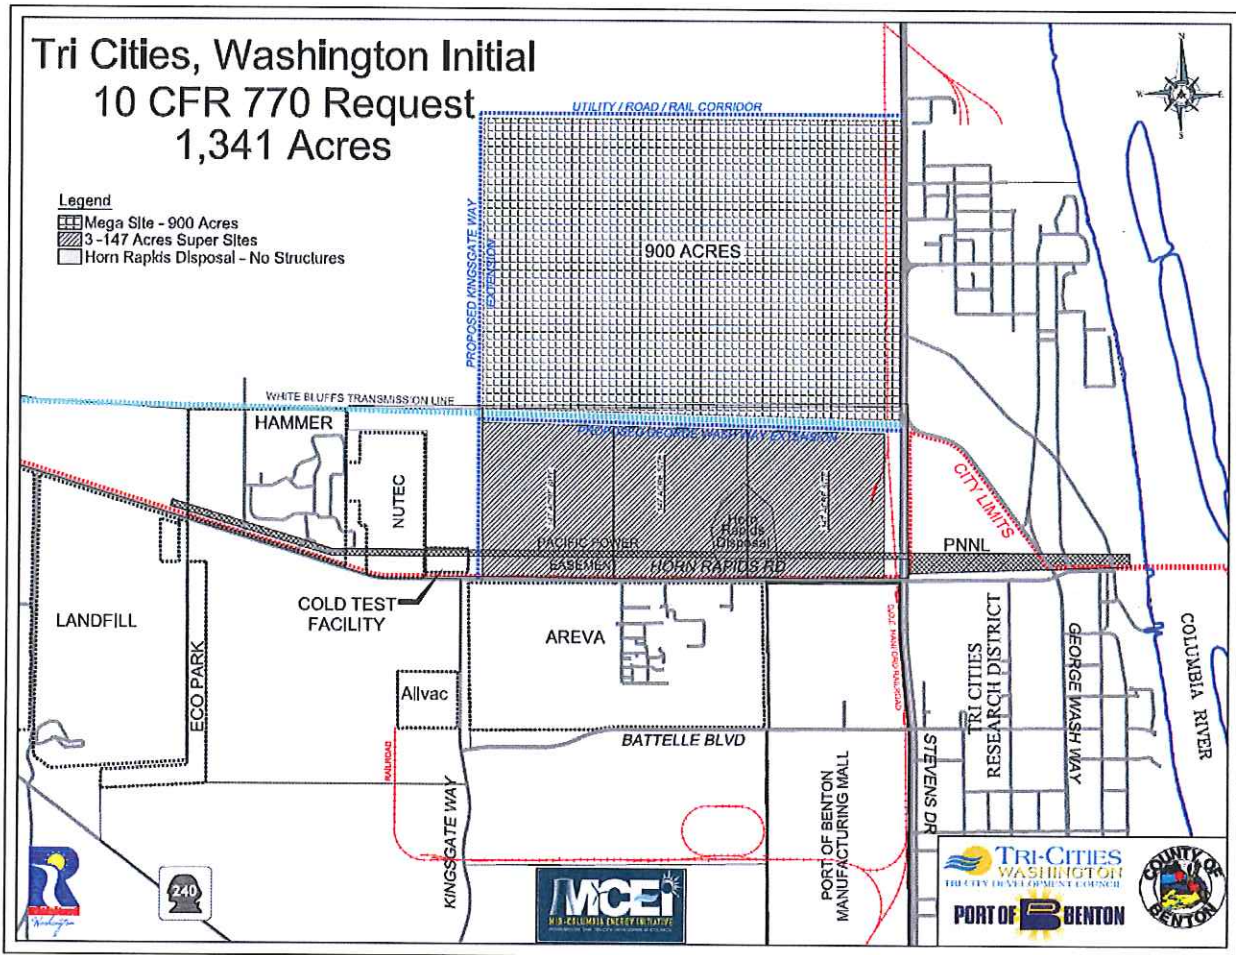 Tri Cities, Washington Initial
10 CFR 770 Request
1,341 Acres
Legend
Mega Site - 900 Acres
3 -147 Acres Super Sites
Horn Rapids Disposal - No Structures
UTILITY / ROAD / RAIL CORRIDOR
N
W
E
S
PROPOSED KINGSGATE WAY
EXTENSION
900 ACRES
WHITE BLUFFS TRANSMISSION LINE
PROPOSED GEORGE WASH WAY EXTENSION
HAMMER
NUTEC
Horn
Rapids
Disposal
PACIFIC POWER
EASEMENT
HORN RAPIDS RD
CITY LIMITS
PNNL
COLD TEST
FACILITY
LANDFILL
ECO PARK
AREVA
Allvac
RAILROAD
BATTELLE BLVD
KINGSGATE WAY
PORT OF BENTON
MANUFACTURING MALL
STEVENS DR
TRI CITIES
RESEARCH DISTRICT
GEORGE WASH WAY
COLUMBIA RIVER
R
Richland
Washington
240
MCEi
MID-COLUMBIA ENERGY INITIATIVE
TRI-CITIES
WASHINGTON
TRI-CITY DEVELOPMENT COUNCIL
PORT OF BENTON
COUNTY OF
BENTON